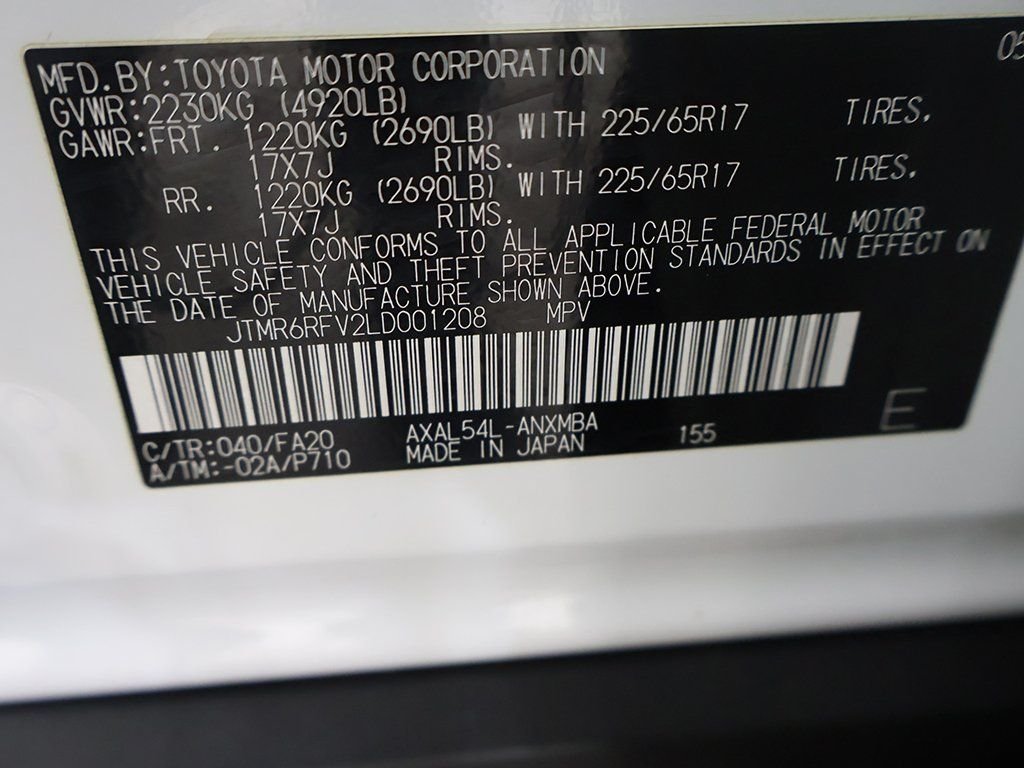 05
MFD.BY:TOYOTA MOTOR CORPORATION
GVWR:2230KG (4920LB)
GAWR:FRT. 1220KG (2690LB) WITH 225/65R17 TIRES.
17X7J RIMS.
RR. 1220KG (2690LB) WITH 225/65R17 TIRES.
17X7J RIMS.
THIS VEHICLE CONFORMS TO ALL APPLICABLE FEDERAL MOTOR
VEHICLE SAFETY AND THEFT PREVENTION STANDARDS IN EFFECT ON
THE DATE OF MANUFACTURE SHOWN ABOVE.
JTMR6RFV2LD001208 MPV
C/TR:040/FA20 AXAL54L-ANXMBA 155 E
A/TM:-02A/P710 MADE IN JAPAN